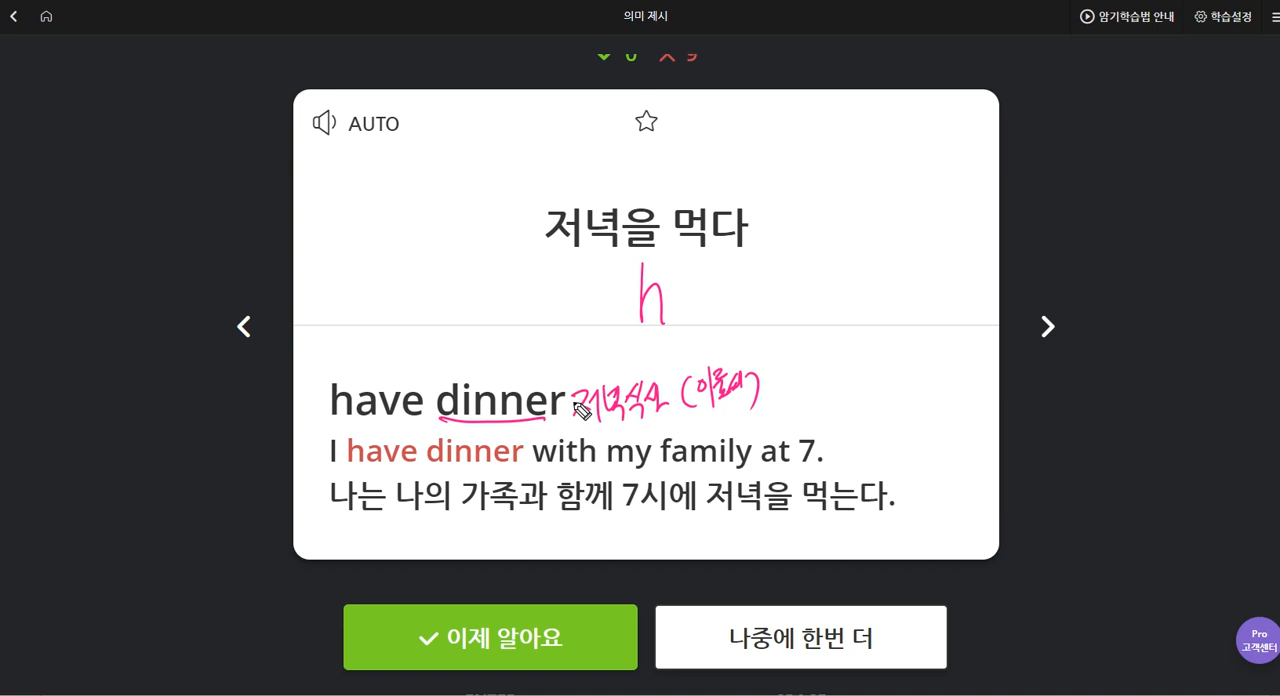 의미 제시
암기학습법 안내
학습설정
AUTO
저녁을 먹다
h
have dinner 저녁식사
I have dinner with my family at 7.
나는 나의 가족과 함께 7시에 저녁을 먹는다.
이제 알아요
나중에 한번 더
Pro
고객센터